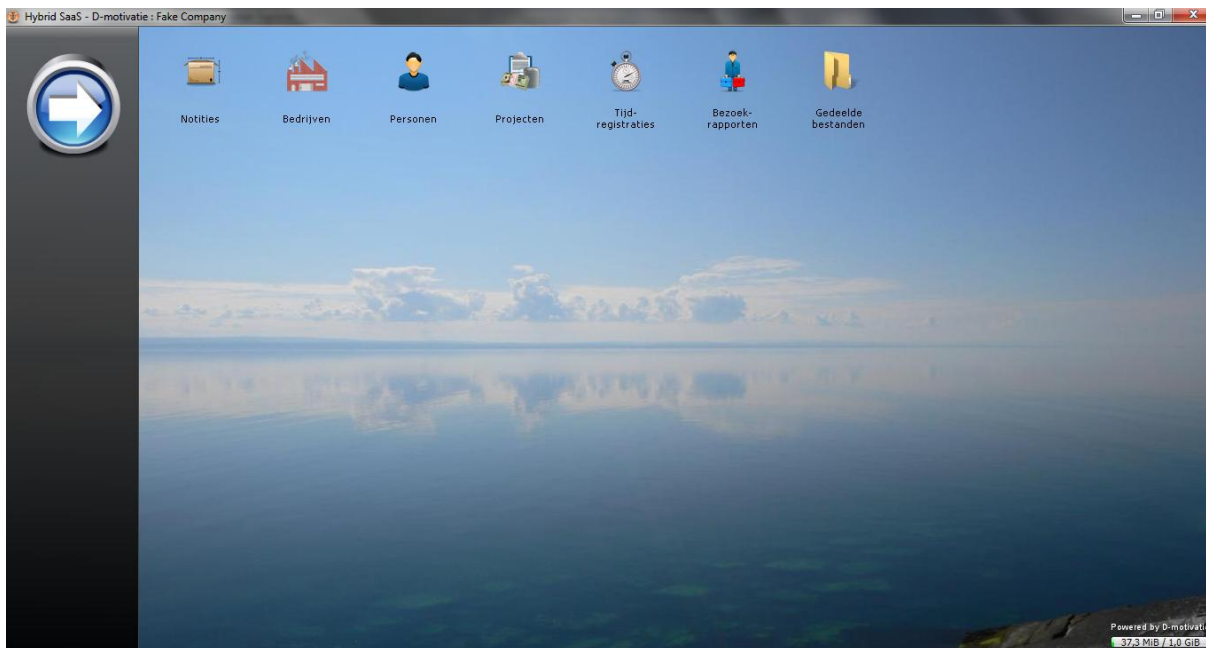 Hybrid SaaS - D-motivatie : Fake Company
Notities
Bedrijven
Personen
Projecten
Tijd-
registraties
Bezoek-
rapporten
Gedeelde
bestanden
Powered by D-motivatie
37,3 MiB / 1,0 GiB